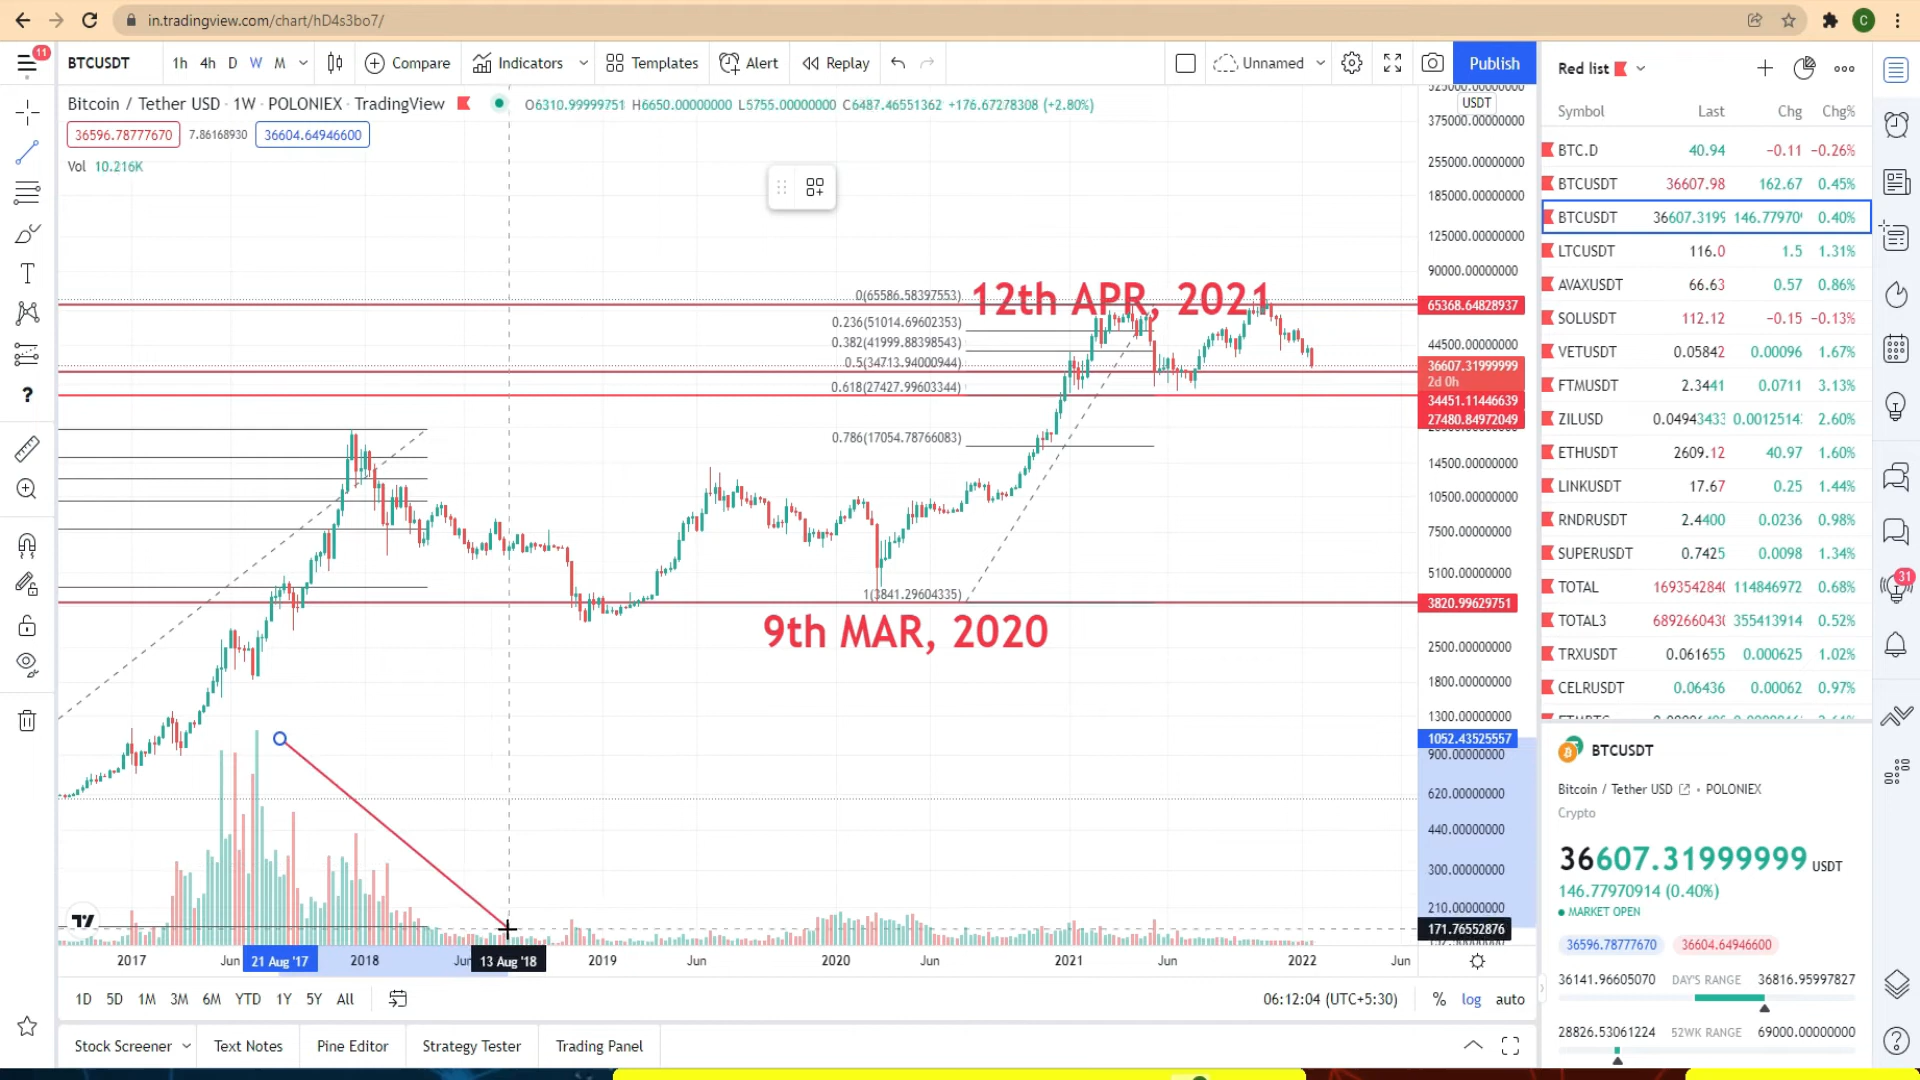 in.tradingview.com/chart/hD4s3bo7/
C
11
BTCUSDT 1h 4h D W M Compare Indicators Templates Alert Replay Unnamed Publish
Bitcoin / Tether USD · 1W · POLONIEX · TradingView O6310.99999751 H6650.00000000 L5755.00000000 C6487.46551362 +176.67278308 (+2.80%)
36596.78777670 7.86168930 36604.64946600
Vol 10.216K
USDT
375000.00000000
255000.00000000
185000.00000000
125000.00000000
90000.00000000
65368.64828937
44500.00000000
36607.31999999
2d 0h
34451.11446639
27480.84972049
14500.00000000
10500.00000000
7500.00000000
5100.00000000
3820.99629751
2500.00000000
1800.00000000
1300.00000000
1052.43525557
900.00000000
620.00000000
440.00000000
300.00000000
210.00000000
171.76552876
0(65586.58397553)
12th APR, 2021
0.236(51014.69602353)
0.382(41999.88398543)
0.5(34713.94000944)
0.618(27427.99603344)
0.786(17054.78766083)
1(3841.29604335)
9th MAR, 2020
2017 Jun 21 Aug '17 2018 Jun 13 Aug '18 2019 Jun 2020 Jun 2021 Jun 2022 Jun
1D 5D 1M 3M 6M YTD 1Y 5Y All 06:12:04 (UTC+5:30) % log auto
Stock Screener Text Notes Pine Editor Strategy Tester Trading Panel
Red list
Symbol Last Chg Chg%
BTC.D 40.94 −0.11 −0.26%
BTCUSDT 36607.98 162.67 0.45%
BTCUSDT 36607.3199 146.77970 0.40%
LTCUSDT 116.0 1.5 1.31%
AVAXUSDT 66.63 0.57 0.86%
SOLUSDT 112.12 −0.15 −0.13%
VETUSDT 0.05842 0.00096 1.67%
FTMUSDT 2.3441 0.0711 3.13%
ZILUSD 0.04943433 0.0012514 2.60%
ETHUSDT 2609.12 40.97 1.60%
LINKUSDT 17.67 0.25 1.44%
RNDRUSDT 2.4400 0.0236 0.98%
SUPERUSDT 0.7425 0.0098 1.34%
TOTAL 1693542840 114846972 0.68%
TOTAL3 689266043 355413914 0.52%
TRXUSDT 0.061655 0.000625 1.02%
CELRUSDT 0.06436 0.00062 0.97%
31
BTCUSDT
Bitcoin / Tether USD · POLONIEX
Crypto
36607.31999999 USDT
146.77970914 (0.40%)
MARKET OPEN
36596.78777670 36604.64946600
36141.96605070 DAY'S RANGE 36816.95997827
28826.53061224 52WK RANGE 69000.00000000